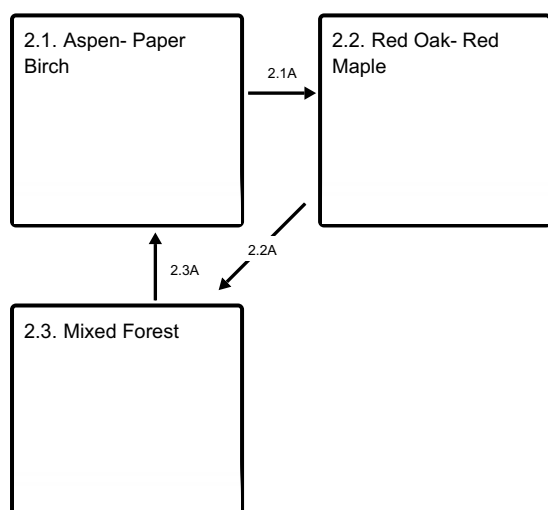 2.1. Aspen- Paper
Birch
2.1A
2.2. Red Oak- Red
Maple
2.2A
2.3A
2.3. Mixed Forest